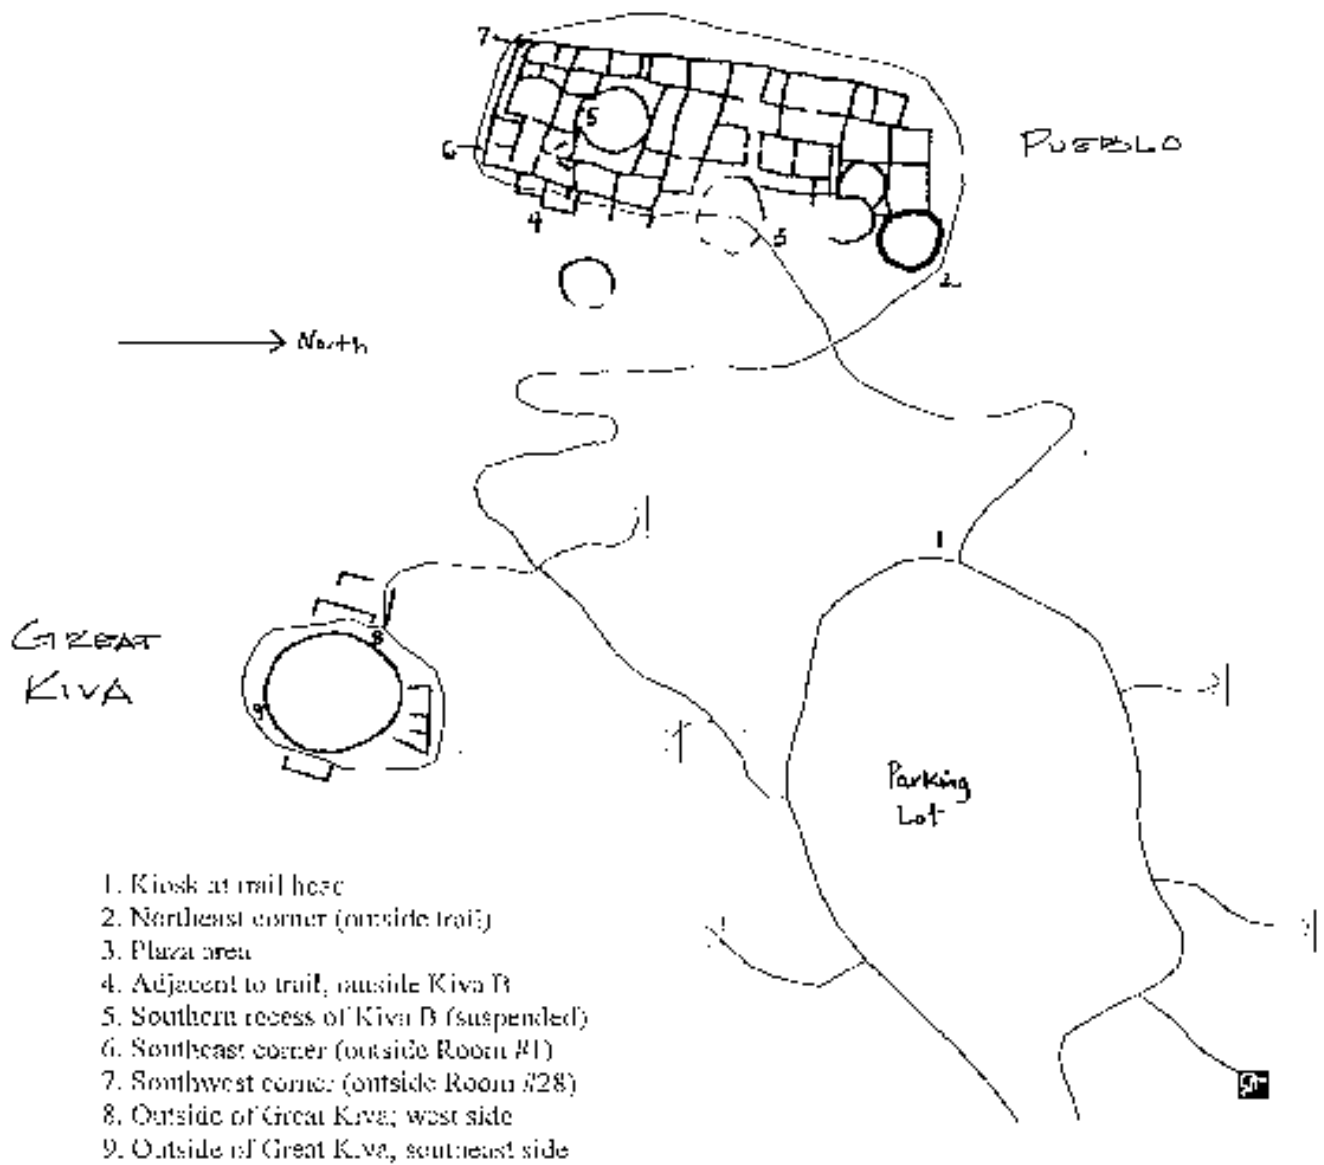 7
5
6
PUEBLO
4
3
2
North
1
GREAT
KIVA
8
9
Parking
Lot
1. Kiosk at trail head
2. Northeast corner (outside trail)
3. Plaza area
4. Adjacent to trail, outside Kiva B
5. Southern recess of Kiva B (suspended)
6. Southeast corner (outside Room #1)
7. Southwest corner (outside Room #28)
8. Outside of Great Kiva; west side
9. Outside of Great Kiva, southeast side